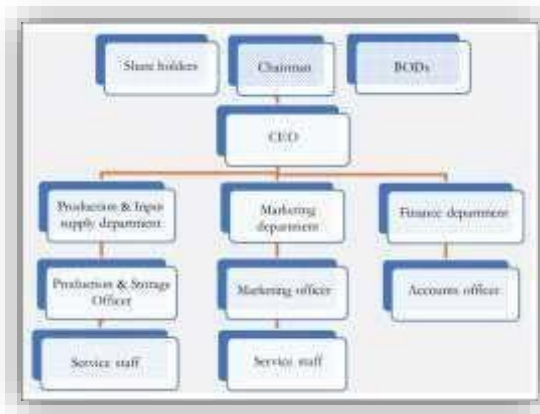 Share holders
Chairman
BODs
CEO
Production & Input
supply department
Marketing
department
Finance department
Production & Storage
Officer
Marketing officer
Accounts officer
Service staff
Service staff